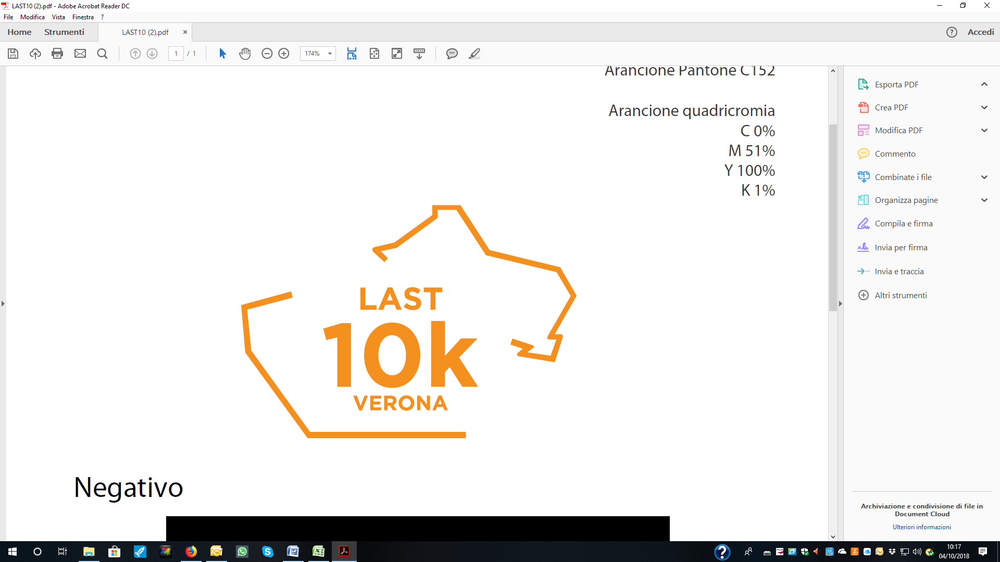 LAST10 (2).pdf - Adobe Acrobat Reader DC
File Modifica Vista Finestra ?
Home Strumenti LAST10 (2).pdf × ? Accedi
1 / 1 174%
Arancione Pantone C152
Arancione quadricromia
C 0%
M 51%
Y 100%
K 1%
LAST
10k
VERONA
Negativo
Esporta PDF
Crea PDF
Modifica PDF
Commento
Combinate i file
Organizza pagine
Compila e firma
Invia per firma
Invia e traccia
Altri strumenti
Archiviazione e condivisione di file in
Document Cloud
Ulteriori informazioni
10:17
04/10/2018